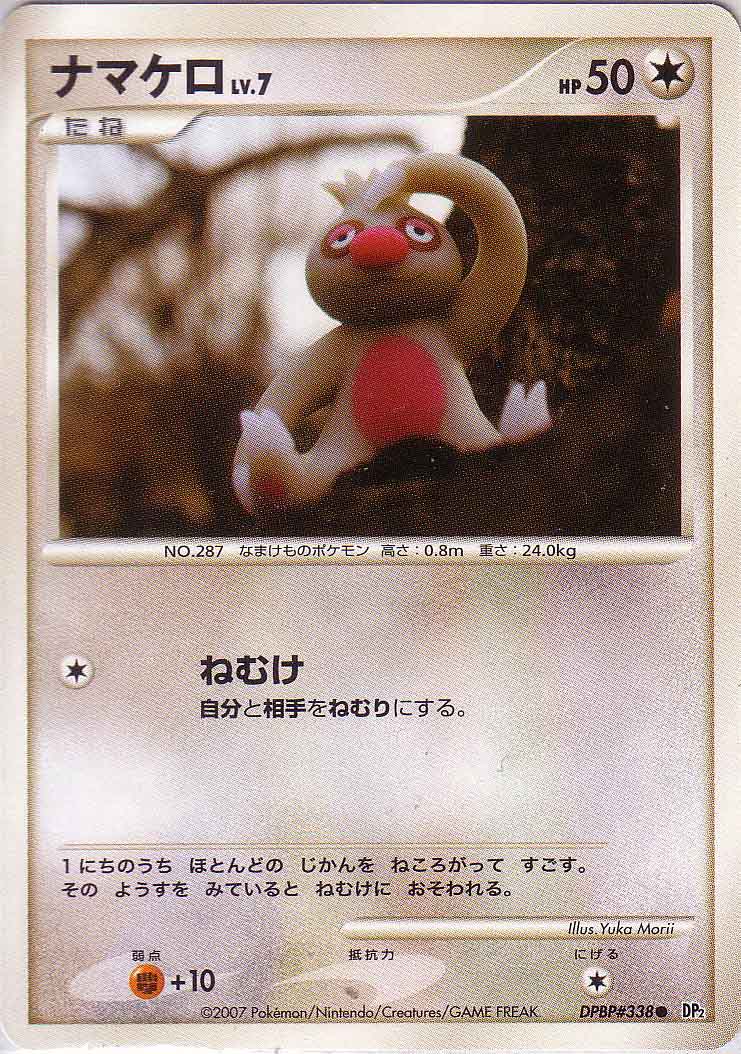 ナマケロ LV.7 HP 50
たね
NO.287 なまけものポケモン 高さ：0.8m 重さ：24.0kg
ねむけ
自分と相手をねむりにする。
1にちのうち ほとんどの じかんを ねころがって すごす。
その ようすを みていると ねむけに おそわれる。
Illus.Yuka Morii
弱点 抵抗力 にげる
+10
©2007 Pokémon/Nintendo/Creatures/GAME FREAK. DPBP#338 DP2